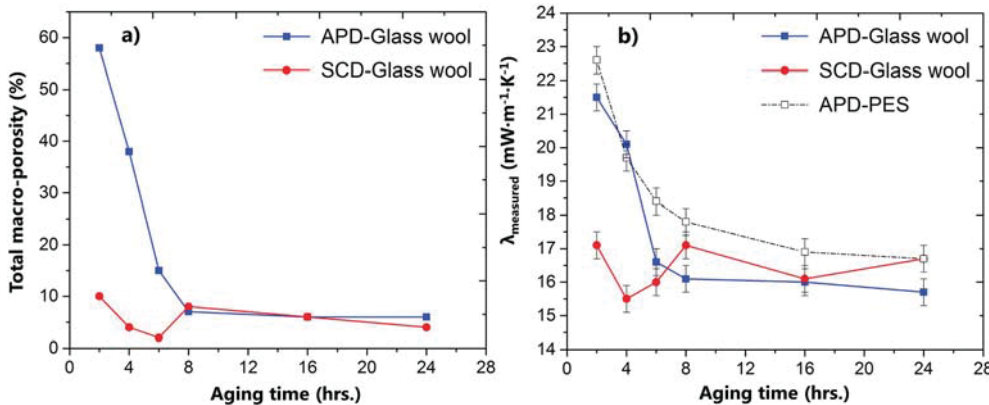 a)
APD-Glass wool
SCD-Glass wool
Total macro-porosity (%)
60
50
40
30
20
10
0
0 4 8 12 16 20 24 28
Aging time (hrs.)
b)
APD-Glass wool
SCD-Glass wool
APD-PES
λmeasured (mW·m-1·K-1)
24
23
22
21
20
19
18
17
16
15
14
0 4 8 12 16 20 24 28
Aging time (hrs.)